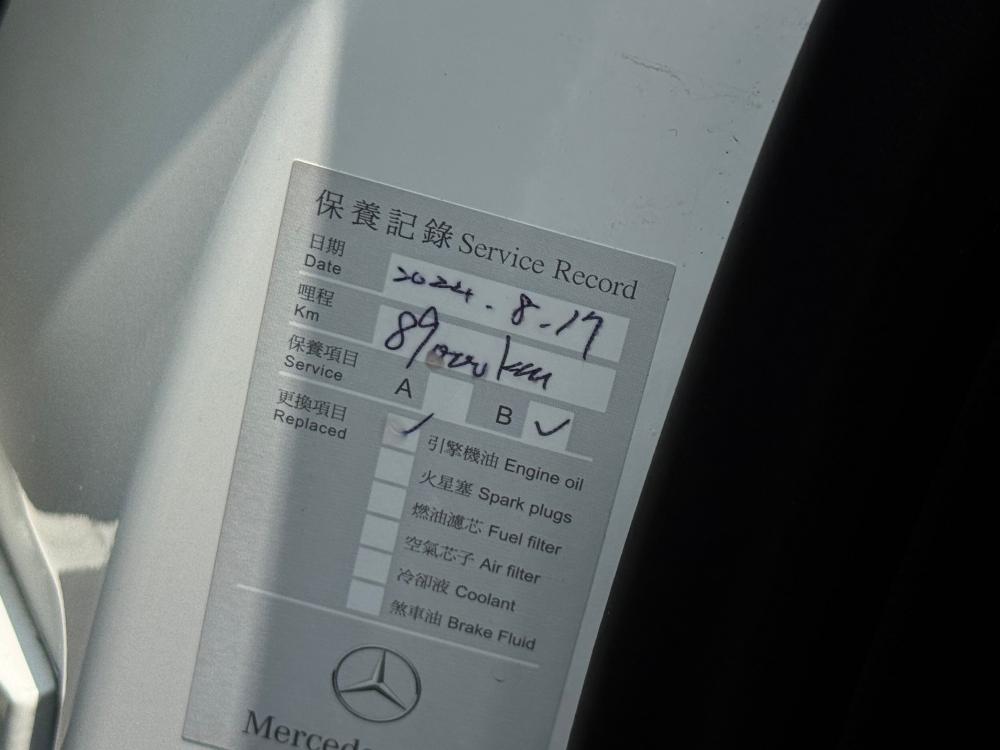 保養記錄 Service Record
日期
Date
2024.8.17
哩程
Km
89000km
保養項目
Service
A
B ✓
更換項目
Replaced
✓ 引擎機油 Engine oil
火星塞 Spark plugs
燃油濾芯 Fuel filter
空氣芯子 Air filter
冷卻液 Coolant
煞車油 Brake Fluid